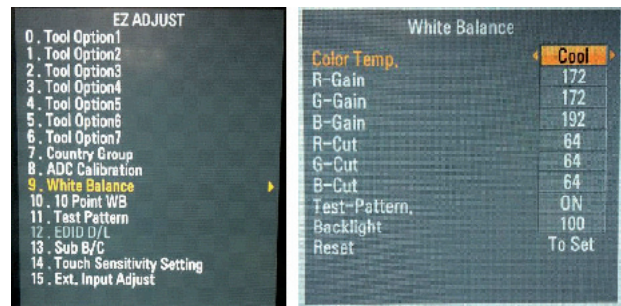 EZ ADJUST
0 . Tool Option1
1 . Tool Option2
2 . Tool Option3
3 . Tool Option4
4 . Tool Option5
5 . Tool Option6
6 . Tool Option7
7 . Country Group
8 . ADC Calibration
9 . White Balance
10 . 10 Point WB
11 . Test Pattern
12 . EDID D/L
13 . Sub B/C
14 . Touch Sensitivity Setting
15 . Ext. Input Adjust
White Balance
Color Temp. Cool
R-Gain 172
G-Gain 172
B-Gain 192
R-Cut 64
G-Cut 64
B-Cut 64
Test-Pattern. ON
Backlight 100
Reset To Set